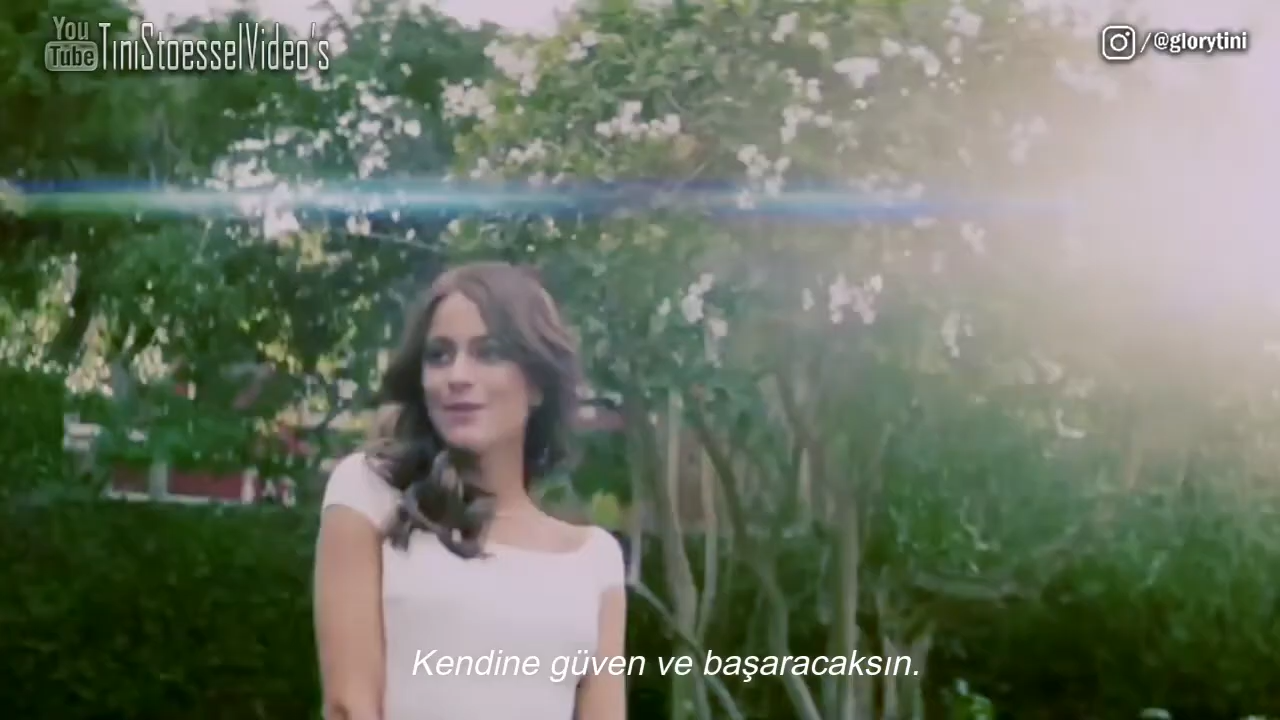 You Tube TiniStoesselVideo's
/@glorytini
Kendine güven ve başaracaksın.